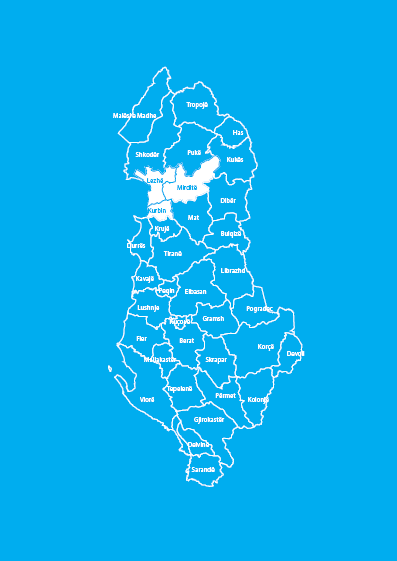 Tropojë
Malëshe Madhe
Has
Shkodër
Pukë
Kukës
Lezhë
Mirditë
Dibër
Kurbin
Mat
Krujë
Bulqizë
Durrës
Tiranë
Librazhd
Kavajë
Peqin
Elbasan
Lushnje
Pogradec
Gramsh
Kuçovë
Fier
Berat
Korçë
Devoll
Mallakastër
Skrapar
Tepelenë
Përmet
Kolonjë
Vlorë
Gjirokastër
Delvinë
Sarandë